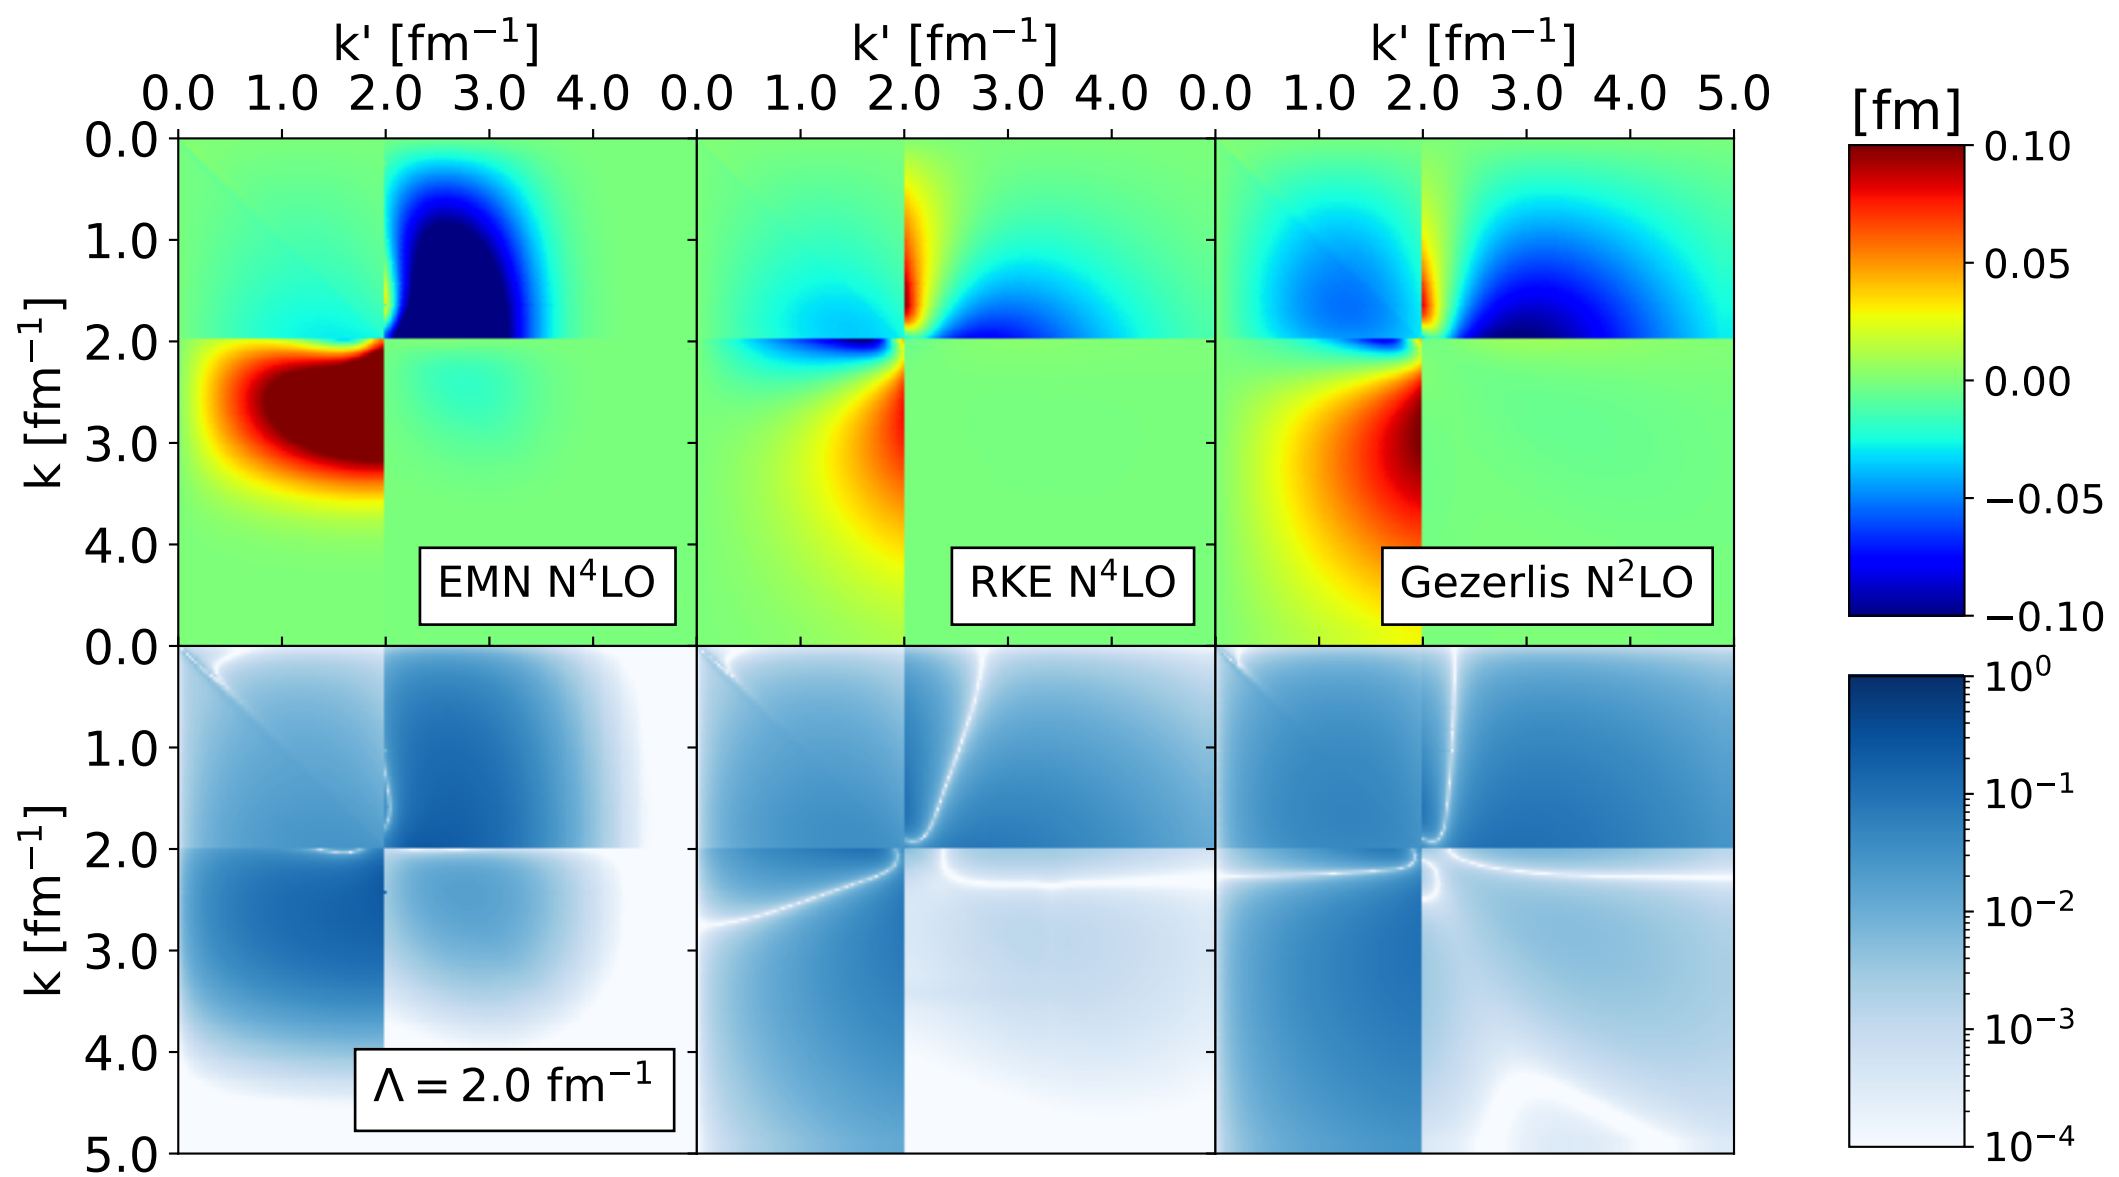 k' [fm⁻¹] k' [fm⁻¹] k' [fm⁻¹]
0.0 1.0 2.0 3.0 4.0 0.0 1.0 2.0 3.0 4.0 0.0 1.0 2.0 3.0 4.0 5.0
[fm]
0.0
1.0
2.0
3.0
4.0
k [fm⁻¹]
EMN N⁴LO
RKE N⁴LO
Gezerlis N²LO
0.10
0.05
0.00
−0.05
−0.10
0.0
1.0
2.0
3.0
4.0
5.0
k [fm⁻¹]
Λ = 2.0 fm⁻¹
10⁰
10⁻¹
10⁻²
10⁻³
10⁻⁴